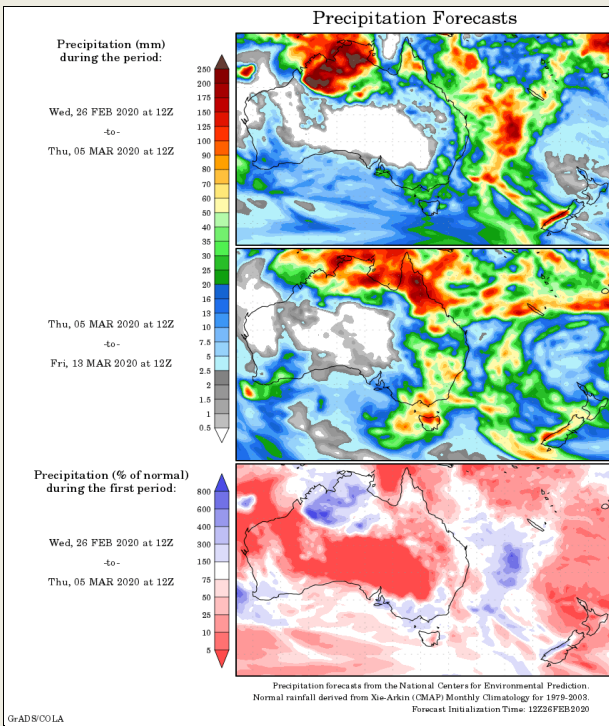 Precipitation Forecasts
Precipitation (mm)
during the period:
Wed, 26 FEB 2020 at 12Z
-to-
Thu, 05 MAR 2020 at 12Z
250
200
175
150
125
100
90
80
70
60
50
40
35
30
25
20
16
13
10
7.5
5
2.5
2
1.5
1
0.5
Thu, 05 MAR 2020 at 12Z
-to-
Fri, 13 MAR 2020 at 12Z
Precipitation (% of normal)
during the first period:
Wed, 26 FEB 2020 at 12Z
-to-
Thu, 05 MAR 2020 at 12Z
800
600
400
300
150
75
50
25
10
5
Precipitation forecasts from the National Centers for Environmental Prediction.
Normal rainfall derived from Xie-Arkin (CMAP) Monthly Climatology for 1979-2003.
Forecast Initialization Time: 12Z26FEB2020
GrADS/COLA